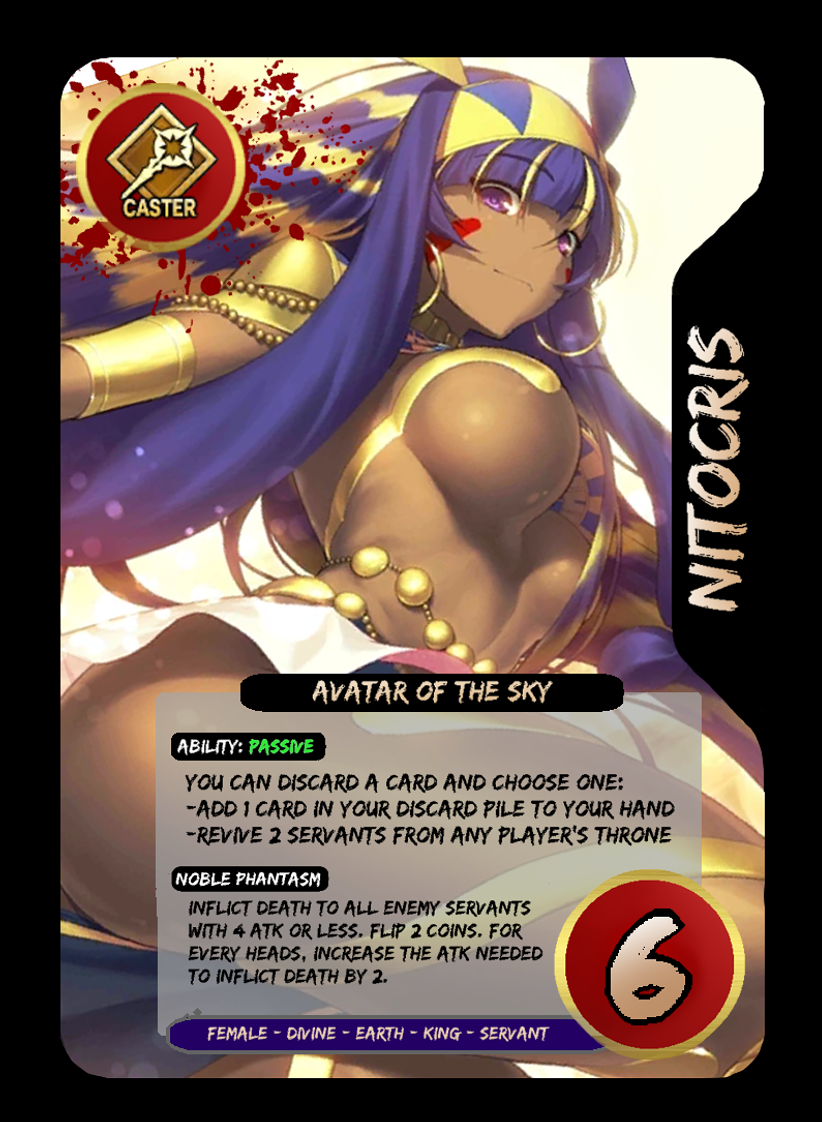 CASTER
NITOCRIS
AVATAR OF THE SKY
ABILITY: PASSIVE
YOU CAN DISCARD A CARD AND CHOOSE ONE:
-ADD 1 CARD IN YOUR DISCARD PILE TO YOUR HAND
-REVIVE 2 SERVANTS FROM ANY PLAYER'S THRONE
NOBLE PHANTASM
INFLICT DEATH TO ALL ENEMY SERVANTS
WITH 4 ATK OR LESS. FLIP 2 COINS. FOR
EVERY HEADS, INCREASE THE ATK NEEDED
TO INFLICT DEATH BY 2.
6
FEMALE - DIVINE - EARTH - KING - SERVANT